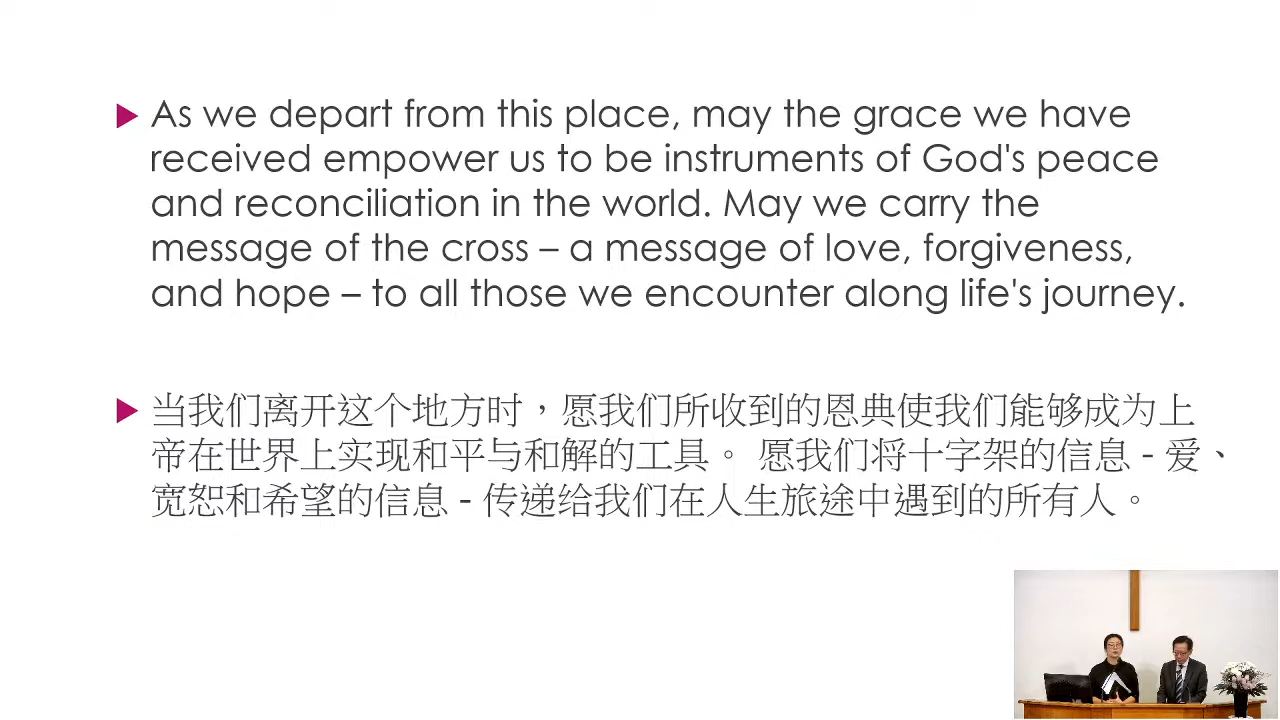 As we depart from this place, may the grace we have
received empower us to be instruments of God's peace
and reconciliation in the world. May we carry the
message of the cross – a message of love, forgiveness,
and hope – to all those we encounter along life's journey.
当我们离开这个地方时，愿我们所收到的恩典使我们能够成为上
帝在世界上实现和平与和解的工具。 愿我们将十字架的信息 - 爱、
宽恕和希望的信息 - 传递给我们在人生旅途中遇到的所有人。